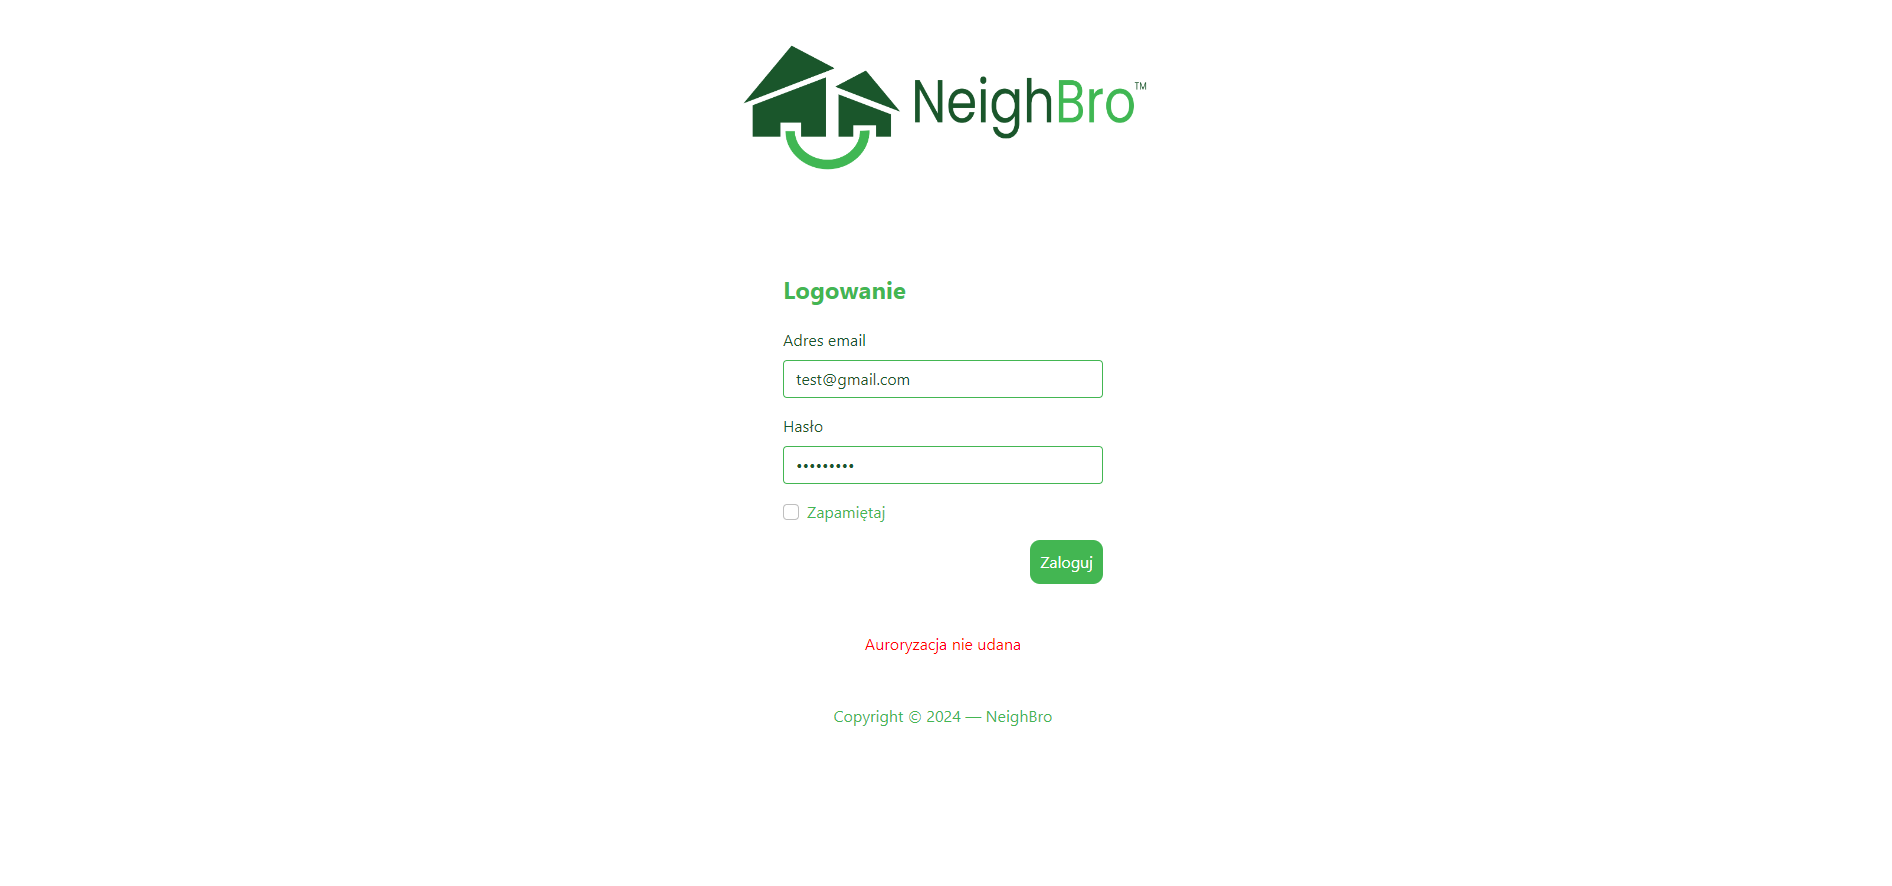 NeighBro™
Logowanie
Adres email
test@gmail.com
Hasło
•••••••••
Zapamiętaj
Zaloguj
Auroryzacja nie udana
Copyright © 2024 — NeighBro